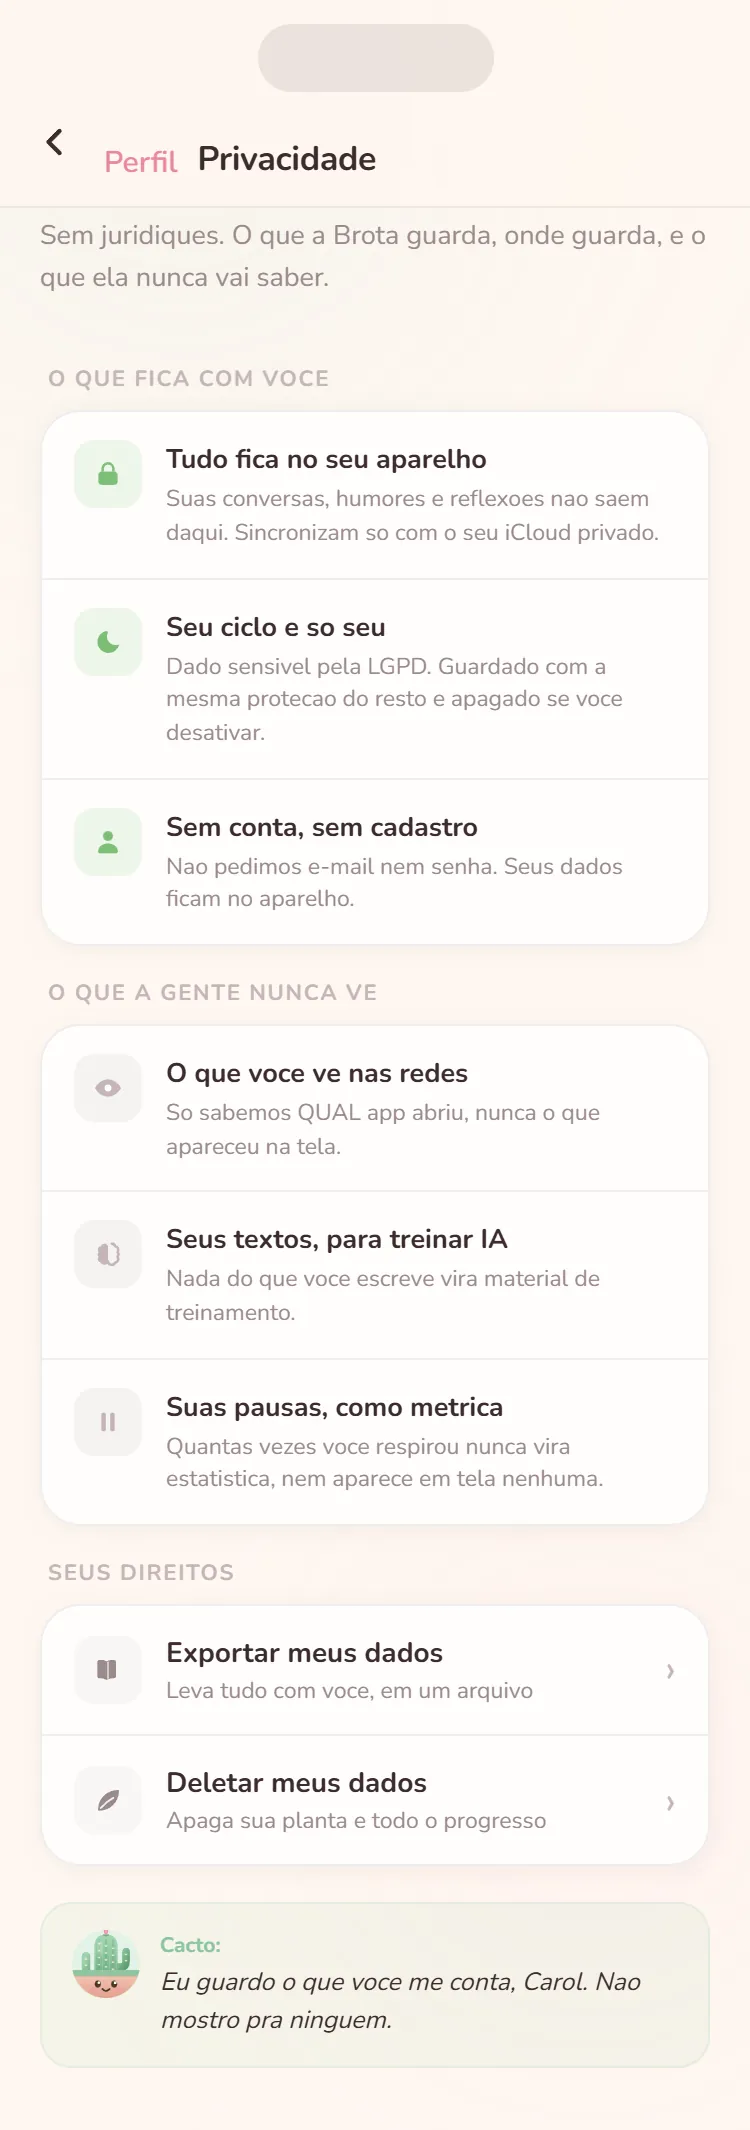 Perfil Privacidade
Sem juridiques. O que a Brota guarda, onde guarda, e o
que ela nunca vai saber.
O QUE FICA COM VOCE
Tudo fica no seu aparelho
Suas conversas, humores e reflexoes nao saem
daqui. Sincronizam so com o seu iCloud privado.
Seu ciclo e so seu
Dado sensivel pela LGPD. Guardado com a
mesma protecao do resto e apagado se voce
desativar.
Sem conta, sem cadastro
Nao pedimos e-mail nem senha. Seus dados
ficam no aparelho.
O QUE A GENTE NUNCA VE
O que voce ve nas redes
So sabemos QUAL app abriu, nunca o que
apareceu na tela.
Seus textos, para treinar IA
Nada do que voce escreve vira material de
treinamento.
Suas pausas, como metrica
Quantas vezes voce respirou nunca vira
estatistica, nem aparece em tela nenhuma.
SEUS DIREITOS
Exportar meus dados
Leva tudo com voce, em um arquivo
Deletar meus dados
Apaga sua planta e todo o progresso
Cacto:
Eu guardo o que voce me conta, Carol. Nao
mostro pra ninguem.